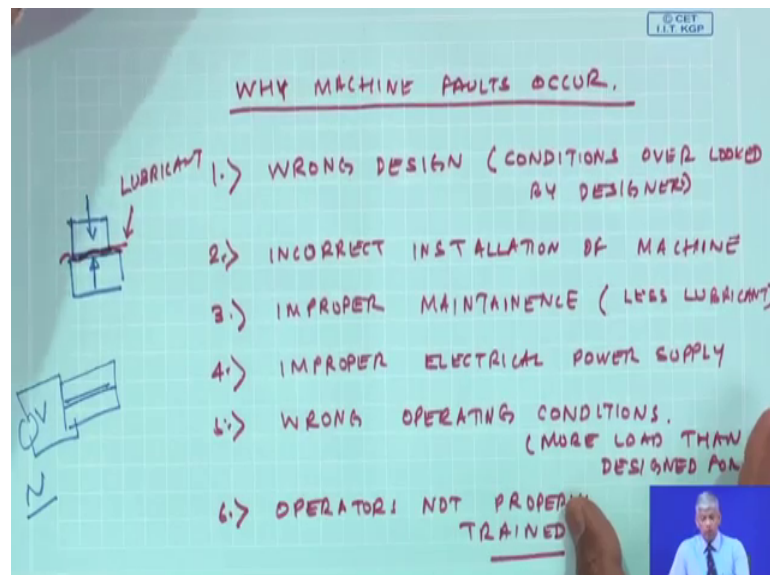 © CET
I.I.T. KGP
WHY MACHINE FAULTS OCCUR.
LUBRICANT
1.) WRONG DESIGN (CONDITIONS OVER LOOKED
BY DESIGNER)
2.) INCORRECT INSTALLATION OF MACHINE
3.) IMPROPER MAINTAINENCE (LESS LUBRICANT)
4.) IMPROPER ELECTRICAL POWER SUPPLY
V
5.) WRONG OPERATING CONDITIONS.
(MORE LOAD THAN
DESIGNED FOR
N
6.) OPERATORS NOT PROPERLY
TRAINED